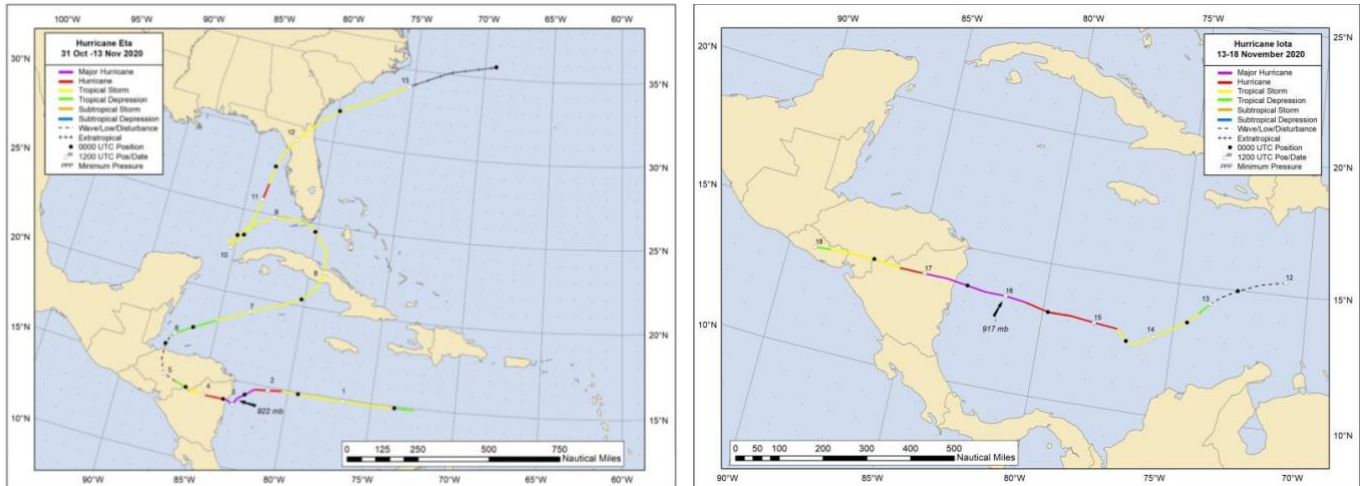 100°W 95°W 90°W 85°W 80°W 75°W 70°W 65°W 60°W
Hurricane Eta
31 Oct -13 Nov 2020
Major Hurricane
Hurricane
Tropical Storm
Tropical Depression
Subtropical Storm
Subtropical Depression
Wave/Low/Disturbance
Extratropical
0000 UTC Position
1200 UTC Pos/Date
PPP Minimum Pressure
30°N
25°N
20°N
15°N
10°N
35°N
30°N
25°N
20°N
15°N
13
12
11
10
9
8
7
6
5
4
3
2
1
922 mb
0 125 250 500 750
Nautical Miles
90°W 85°W 80°W 75°W 70°W 65°W
90°W 85°W 80°W 75°W
Hurricane Iota
13-18 November 2020
Major Hurricane
Hurricane
Tropical Storm
Tropical Depression
Subtropical Storm
Subtropical Depression
Wave/Low/Disturbance
Extratropical
0000 UTC Position
1200 UTC Pos/Date
PPP Minimum Pressure
20°N
15°N
10°N
25°N
20°N
15°N
10°N
18
17
16
15
14
13
12
917 mb
0 50 100 200 300 400 500
Nautical Miles
90°W 85°W 80°W 75°W 70°W